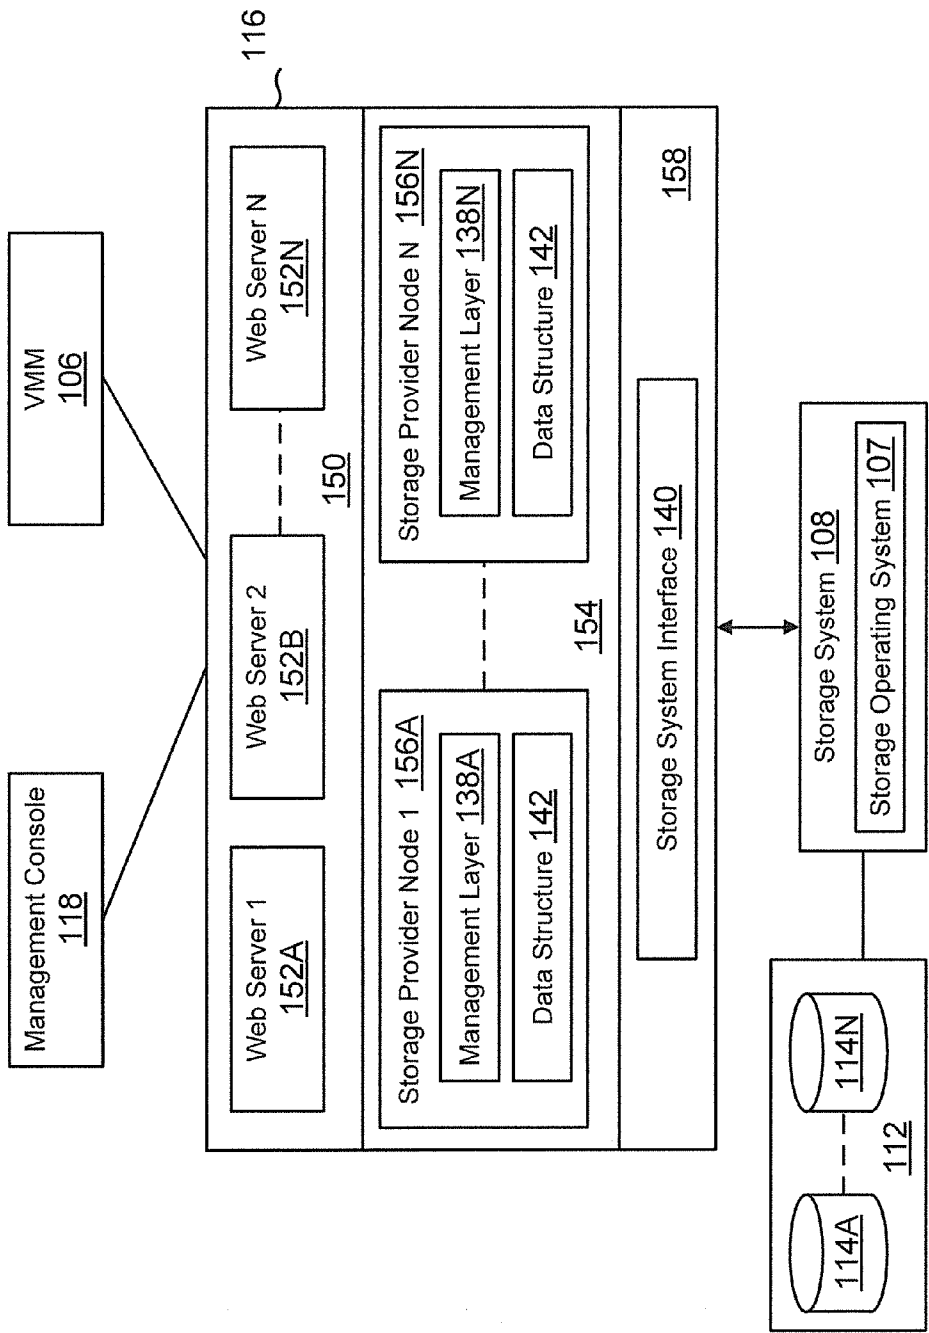 Management Console
118
VMM
106
116
Web Server 1
152A
Web Server 2
152B
Web Server N
152N
150
Storage Provider Node 1 156A
Management Layer 138A
Data Structure 142
Storage Provider Node N 156N
Management Layer 138N
Data Structure 142
154
Storage System Interface 140
158
Storage System 108
Storage Operating System 107
114A
114N
112